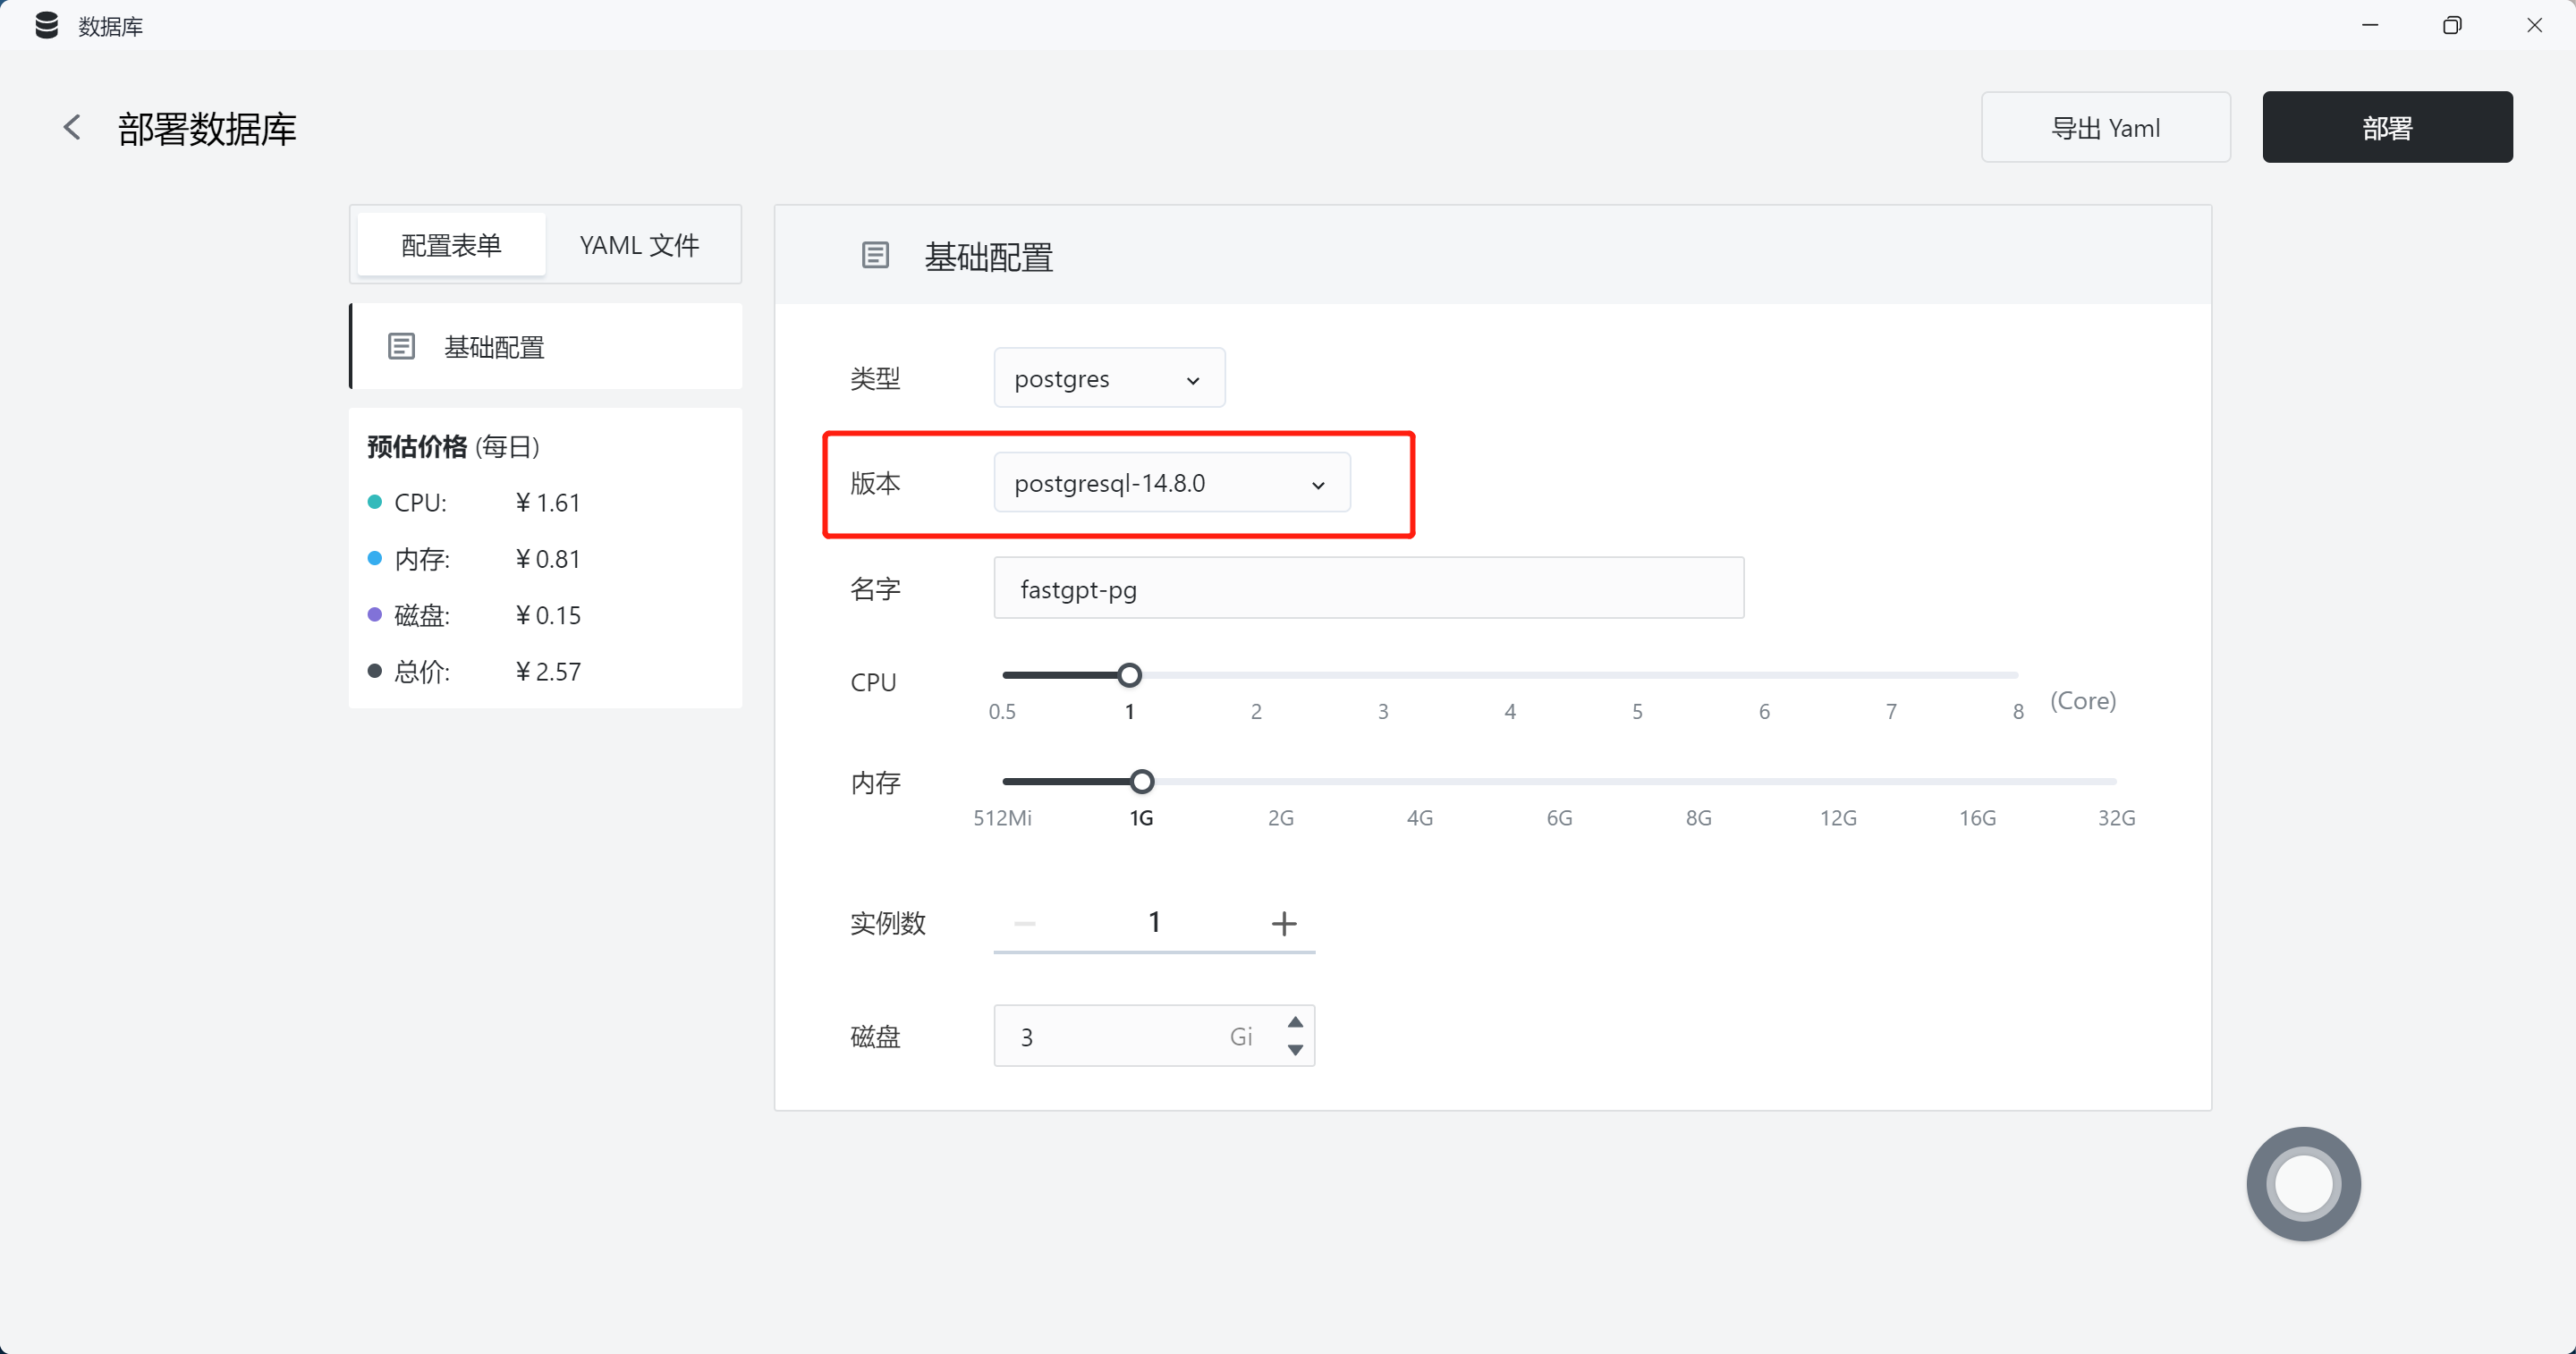 数据库
部署数据库
导出 Yaml
部署
配置表单
YAML 文件
基础配置
预估价格 (每日)
CPU: ¥ 1.61
内存: ¥ 0.81
磁盘: ¥ 0.15
总价: ¥ 2.57
基础配置
类型 postgres
版本 postgresql-14.8.0
名字 fastgpt-pg
CPU
0.5 1 2 3 4 5 6 7 8 (Core)
内存
512Mi 1G 2G 4G 6G 8G 12G 16G 32G
实例数 1
磁盘 3 Gi